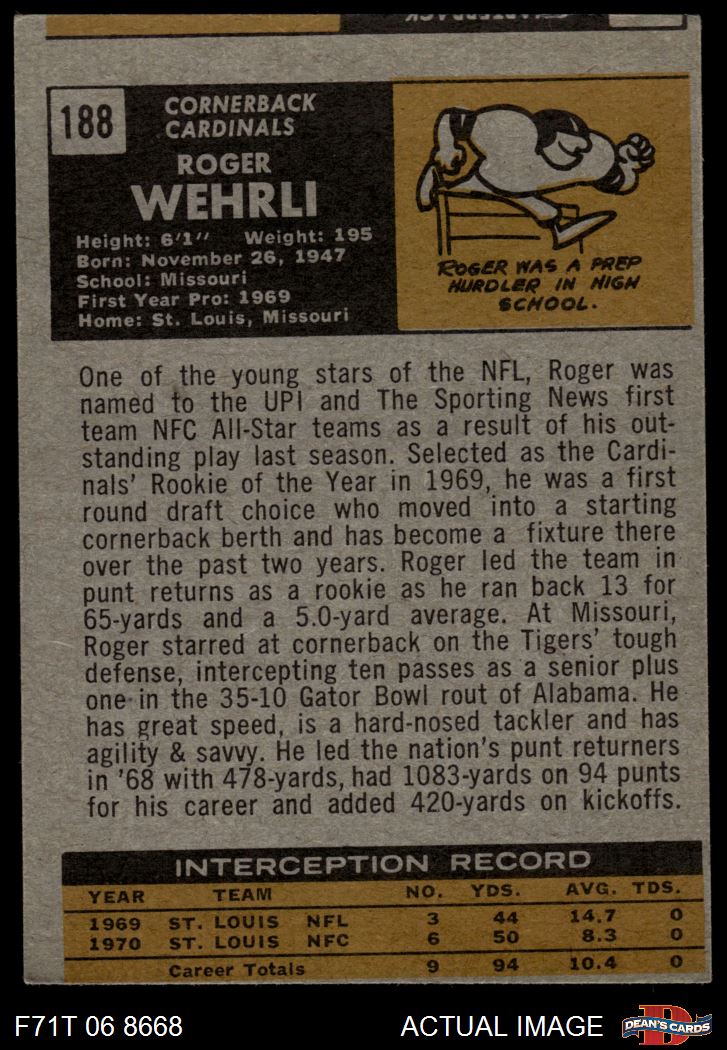 188
CORNERBACK
CARDINALS
ROGER
WEHRLI
Height: 6'1" Weight: 195
Born: November 26, 1947
School: Missouri
First Year Pro: 1969
Home: St. Louis, Missouri
ROGER WAS A PREP
HURDLER IN HIGH
SCHOOL.
One of the young stars of the NFL, Roger was
named to the UPI and The Sporting News first
team NFC All-Star teams as a result of his out-
standing play last season. Selected as the Cardi-
nals' Rookie of the Year in 1969, he was a first
round draft choice who moved into a starting
cornerback berth and has become a fixture there
over the past two years. Roger led the team in
punt returns as a rookie as he ran back 13 for
65-yards and a 5.0-yard average. At Missouri,
Roger starred at cornerback on the Tigers' tough
defense, intercepting ten passes as a senior plus
one in the 35-10 Gator Bowl rout of Alabama. He
has great speed, is a hard-nosed tackler and has
agility & savvy. He led the nation's punt returners
in '68 with 478-yards, had 1083-yards on 94 punts
for his career and added 420-yards on kickoffs.
INTERCEPTION RECORD
YEAR TEAM NO. YDS. AVG. TDS.
1969 ST. LOUIS NFL 3 44 14.7 0
1970 ST. LOUIS NFC 6 50 8.3 0
Career Totals 9 94 10.4 0
F71T 06 8668 ACTUAL IMAGE D DEAN'S CARDS